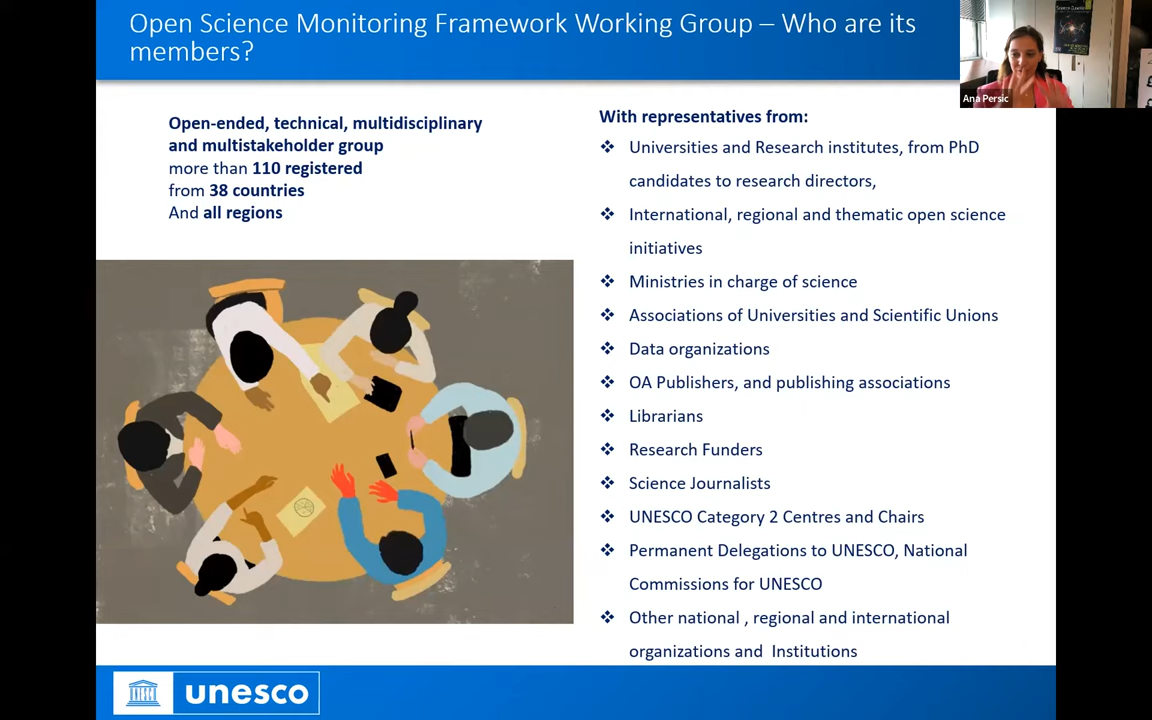 Open Science Monitoring Framework Working Group – Who are its
members?
Ana Persic
Open-ended, technical, multidisciplinary
and multistakeholder group
more than 110 registered
from 38 countries
And all regions
With representatives from:
❖ Universities and Research institutes, from PhD
candidates to research directors,
❖ International, regional and thematic open science
initiatives
❖ Ministries in charge of science
❖ Associations of Universities and Scientific Unions
❖ Data organizations
❖ OA Publishers, and publishing associations
❖ Librarians
❖ Research Funders
❖ Science Journalists
❖ UNESCO Category 2 Centres and Chairs
❖ Permanent Delegations to UNESCO, National
Commissions for UNESCO
❖ Other national , regional and international
organizations and  Institutions
unesco